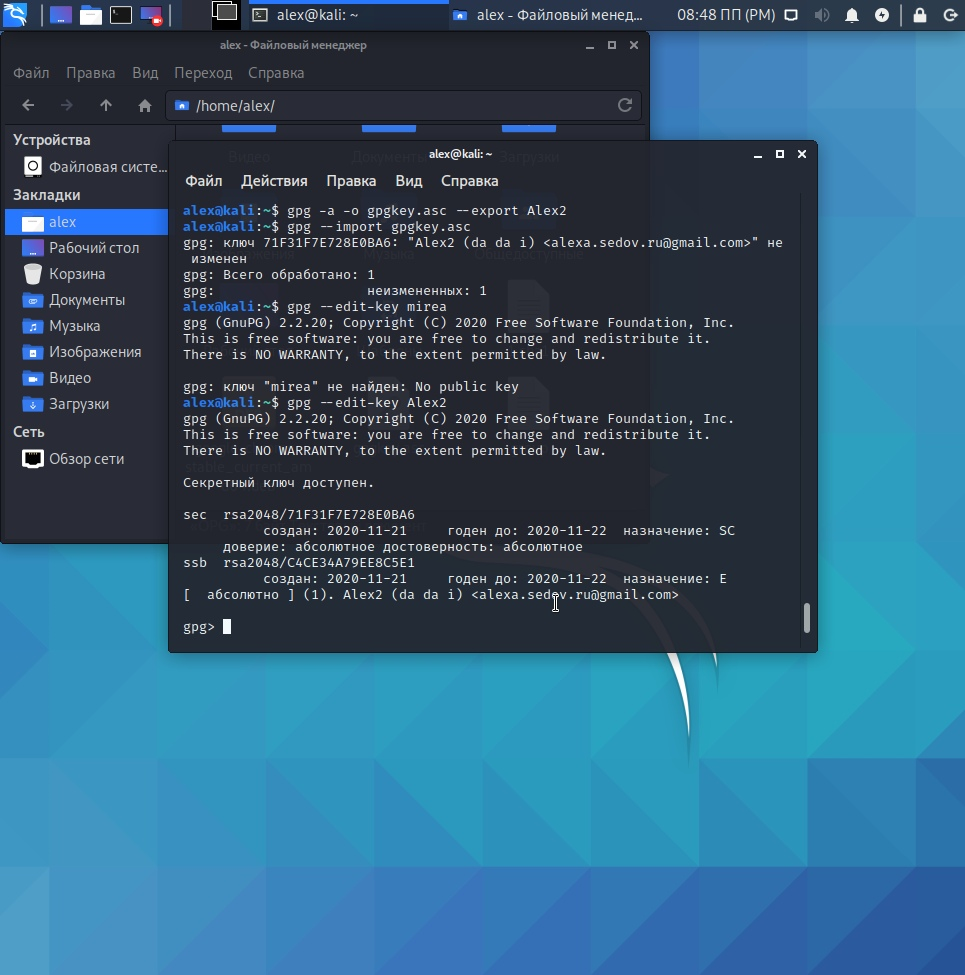 alex@kali: ~
alex - Файловый менед...
08:48 ПП (PM)
alex - Файловый менеджер
Файл Правка Вид Переход Справка
/home/alex/
Устройства
Файловая систе...
Закладки
alex
Рабочий стол
Корзина
Документы
Музыка
Изображения
Видео
Загрузки
Сеть
Обзор сети
alex@kali: ~
Файл Действия Правка Вид Справка
alex@kali:~$ gpg -a -o gpgkey.asc --export Alex2
alex@kali:~$ gpg --import gpgkey.asc
gpg: ключ 71F31F7E728E0BA6: "Alex2 (da da i) <alexa.sedov.ru@gmail.com>" не
изменен
gpg: Всего обработано: 1
gpg: неизмененных: 1
alex@kali:~$ gpg --edit-key mirea
gpg (GnuPG) 2.2.20; Copyright (C) 2020 Free Software Foundation, Inc.
This is free software: you are free to change and redistribute it.
There is NO WARRANTY, to the extent permitted by law.
gpg: ключ "mirea" не найден: No public key
alex@kali:~$ gpg --edit-key Alex2
gpg (GnuPG) 2.2.20; Copyright (C) 2020 Free Software Foundation, Inc.
This is free software: you are free to change and redistribute it.
There is NO WARRANTY, to the extent permitted by law.
Секретный ключ доступен.
sec rsa2048/71F31F7E728E0BA6
создан: 2020-11-21 годен до: 2020-11-22 назначение: SC
доверие: абсолютное достоверность: абсолютное
ssb rsa2048/C4CE34A79EE8C5E1
создан: 2020-11-21 годен до: 2020-11-22 назначение: E
[ абсолютно ] (1). Alex2 (da da i) <alexa.sedov.ru@gmail.com>
gpg>